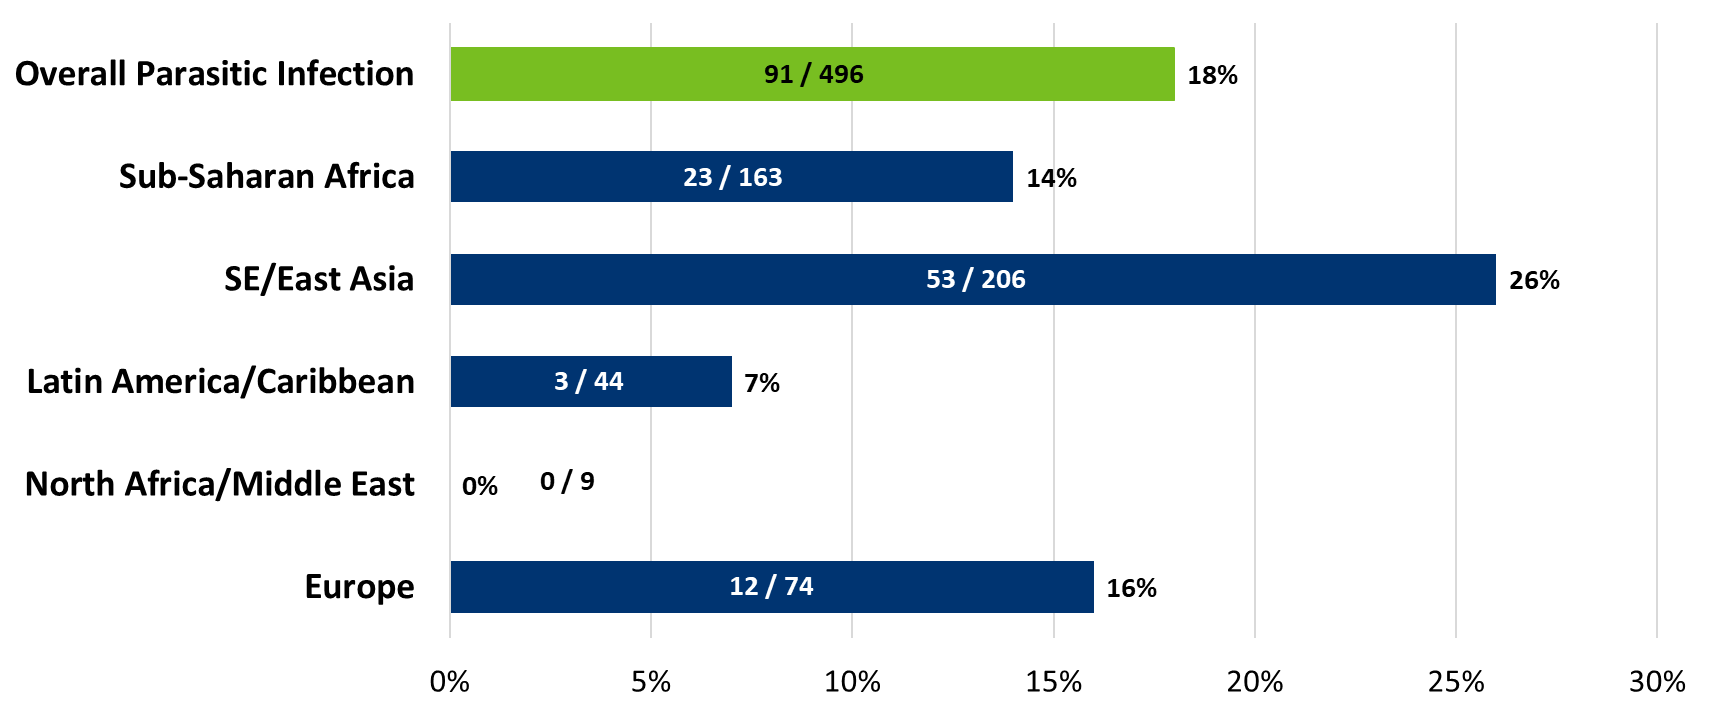 Overall Parasitic Infection 91 / 496 18%
Sub-Saharan Africa 23 / 163 14%
SE/East Asia 53 / 206 26%
Latin America/Caribbean 3 / 44 7%
North Africa/Middle East 0% 0 / 9
Europe 12 / 74 16%
0% 5% 10% 15% 20% 25% 30%